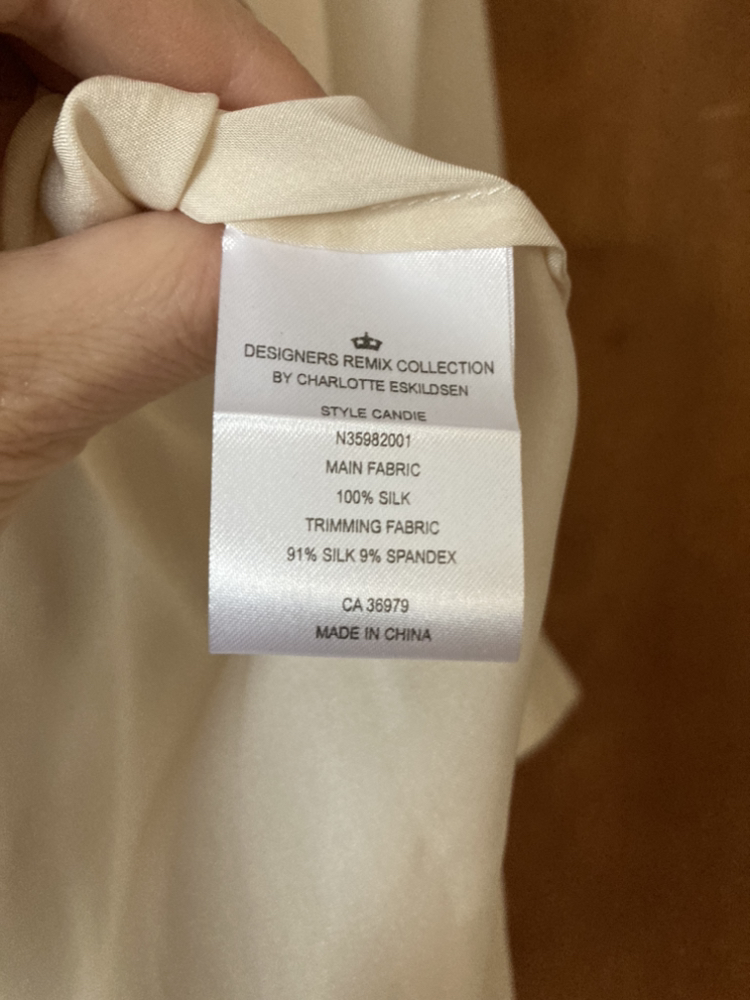 DESIGNERS REMIX COLLECTION
BY CHARLOTTE ESKILDSEN
STYLE CANDIE
N35982001
MAIN FABRIC
100% SILK
TRIMMING FABRIC
91% SILK 9% SPANDEX
CA 36979
MADE IN CHINA